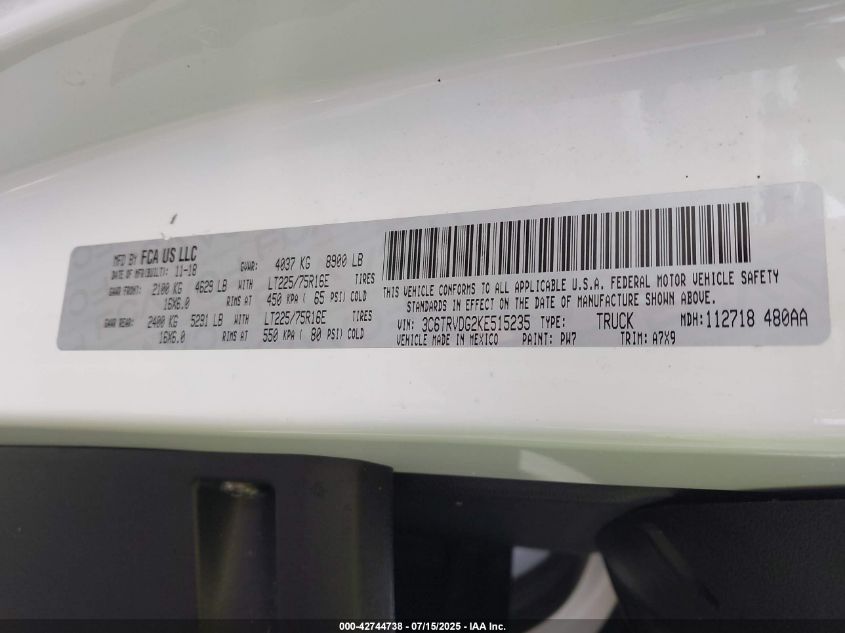 MFD BY FCA US LLC
DATE OF MFR(BUILT): 11-18 GVWR: 4037 KG 8900 LB
GAWR FRONT: 2100 KG 4629 LB WITH LT225/75R16E TIRES
16X6.0 RIMS AT 450 KPA ( 65 PSI) COLD
GAWR REAR: 2400 KG 5291 LB WITH LT225/75R16E TIRES
16X6.0 RIMS AT 550 KPA ( 80 PSI) COLD
THIS VEHICLE CONFORMS TO ALL APPLICABLE U.S.A. FEDERAL MOTOR VEHICLE SAFETY
STANDARDS IN EFFECT ON THE DATE OF MANUFACTURE SHOWN ABOVE.
VIN: 3C6TRVDG2KE515235 TYPE: TRUCK MDH:112718 480AA
VEHICLE MADE IN MEXICO PAINT: PW7 TRIM: A7X9
000-42744738 - 07/15/2025 - IAA Inc.